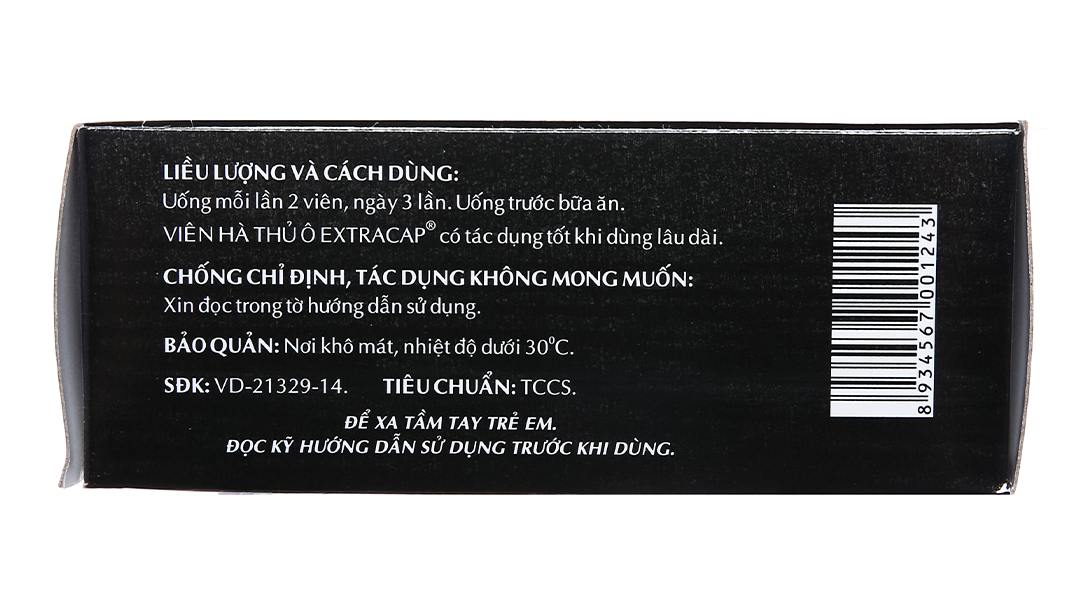 LIỀU LƯỢNG VÀ CÁCH DÙNG:
Uống mỗi lần 2 viên, ngày 3 lần. Uống trước bữa ăn.
VIÊN HÀ THỦ Ô EXTRACAP® có tác dụng tốt khi dùng lâu dài.
CHỐNG CHỈ ĐỊNH, TÁC DỤNG KHÔNG MONG MUỐN:
Xin đọc trong tờ hướng dẫn sử dụng.
BẢO QUẢN: Nơi khô mát, nhiệt độ dưới 30⁰C.
SĐK: VD-21329-14. TIÊU CHUẨN: TCCS.
ĐỂ XA TẦM TAY TRẺ EM.
ĐỌC KỸ HƯỚNG DẪN SỬ DỤNG TRƯỚC KHI DÙNG.
8 934567 001243